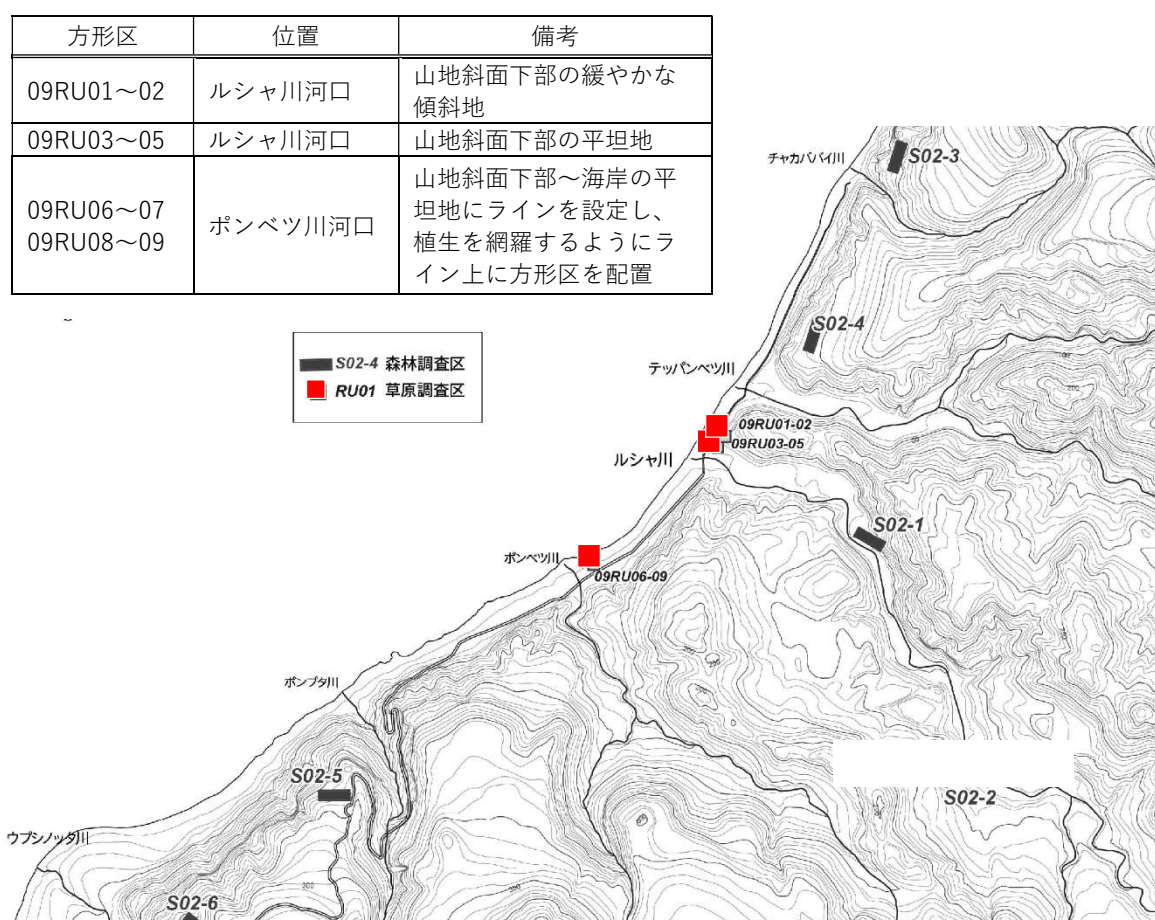 方形区 位置 備考
09RU01～02 ルシャ川河口 山地斜面下部の緩やかな
傾斜地
09RU03～05 ルシャ川河口 山地斜面下部の平坦地
09RU06～07
09RU08～09
ポンベツ川河口
山地斜面下部～海岸の平
坦地にラインを設定し、
植生を網羅するようにラ
イン上に方形区を配置
S02-4 森林調査区
RU01 草原調査区
チャカババイ川
S02-3
S02-4
テッパンベツ川
09RU01-02
09RU03-05
ルシャ川
S02-1
ポンベツ川
09RU06-09
ポンプタ川
S02-5
S02-2
ウプシノッタ川
300
S02-6